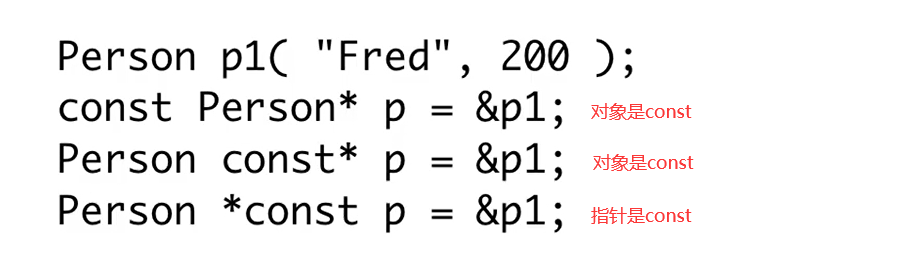 Person p1( "Fred", 200 );
const Person* p = &p1; 对象是const
Person const* p = &p1; 对象是const
Person *const p = &p1; 指针是const